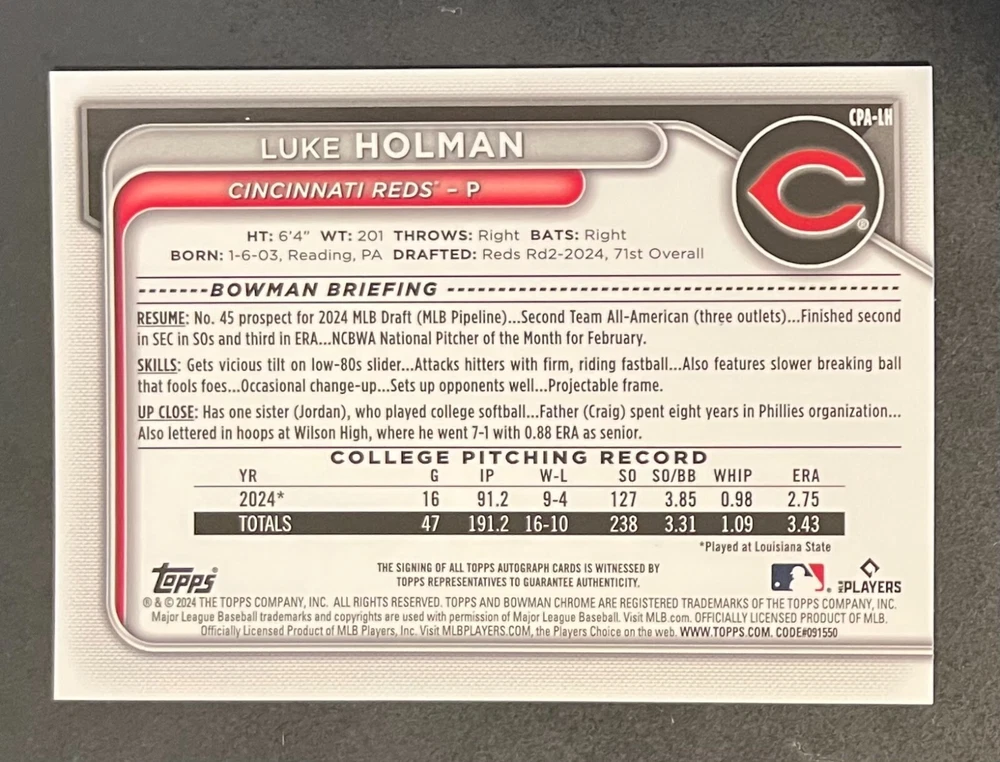 CPA-LH
LUKE HOLMAN
CINCINNATI REDS® – P
HT: 6'4" WT: 201 THROWS: Right BATS: Right
BORN: 1-6-03, Reading, PA DRAFTED: Reds Rd2-2024, 71st Overall
BOWMAN BRIEFING
RESUME: No. 45 prospect for 2024 MLB Draft (MLB Pipeline)...Second Team All-American (three outlets)...Finished second
in SEC in SOs and third in ERA...NCBWA National Pitcher of the Month for February.
SKILLS: Gets vicious tilt on low-80s slider...Attacks hitters with firm, riding fastball...Also features slower breaking ball
that fools foes...Occasional change-up...Sets up opponents well...Projectable frame.
UP CLOSE: Has one sister (Jordan), who played college softball...Father (Craig) spent eight years in Phillies organization...
Also lettered in hoops at Wilson High, where he went 7-1 with 0.88 ERA as senior.
COLLEGE PITCHING RECORD
YR G IP W-L SO SO/BB WHIP ERA
2024* 16 91.2 9-4 127 3.85 0.98 2.75
TOTALS 47 191.2 16-10 238 3.31 1.09 3.43
*Played at Louisiana State
THE SIGNING OF ALL TOPPS AUTOGRAPH CARDS IS WITNESSED BY
TOPPS REPRESENTATIVES TO GUARANTEE AUTHENTICITY.
TOPPS®
MLB PLAYERS
® & © 2024 THE TOPPS COMPANY, INC. ALL RIGHTS RESERVED. TOPPS AND BOWMAN CHROME ARE REGISTERED TRADEMARKS OF THE TOPPS COMPANY, INC.
Major League Baseball trademarks and copyrights are used with permission of Major League Baseball. Visit MLB.com. OFFICIALLY LICENSED PRODUCT OF MLB.
Officially Licensed Product of MLB Players, Inc. Visit MLBPLAYERS.COM, the Players Choice on the web. WWW.TOPPS.COM. CODE#091550